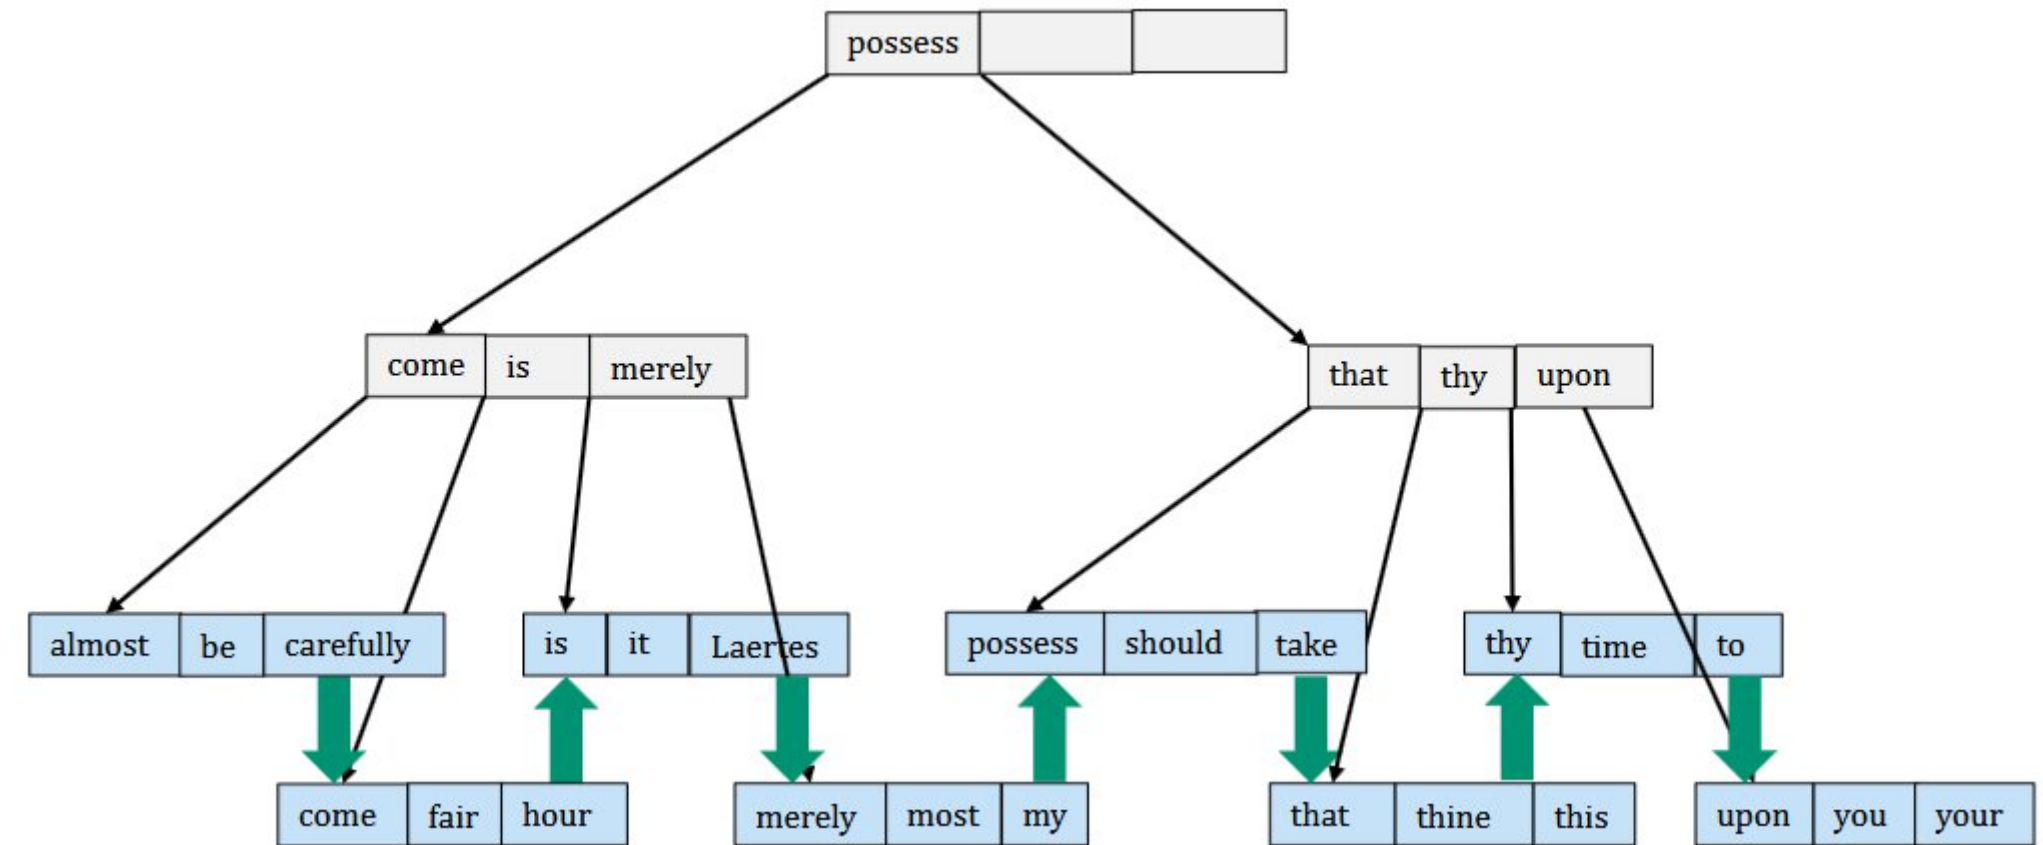 possess
come is merely
that thy upon
almost be carefully
is it Laertes
possess should take
thy time to
come fair hour
merely most my
that thine this
upon you your